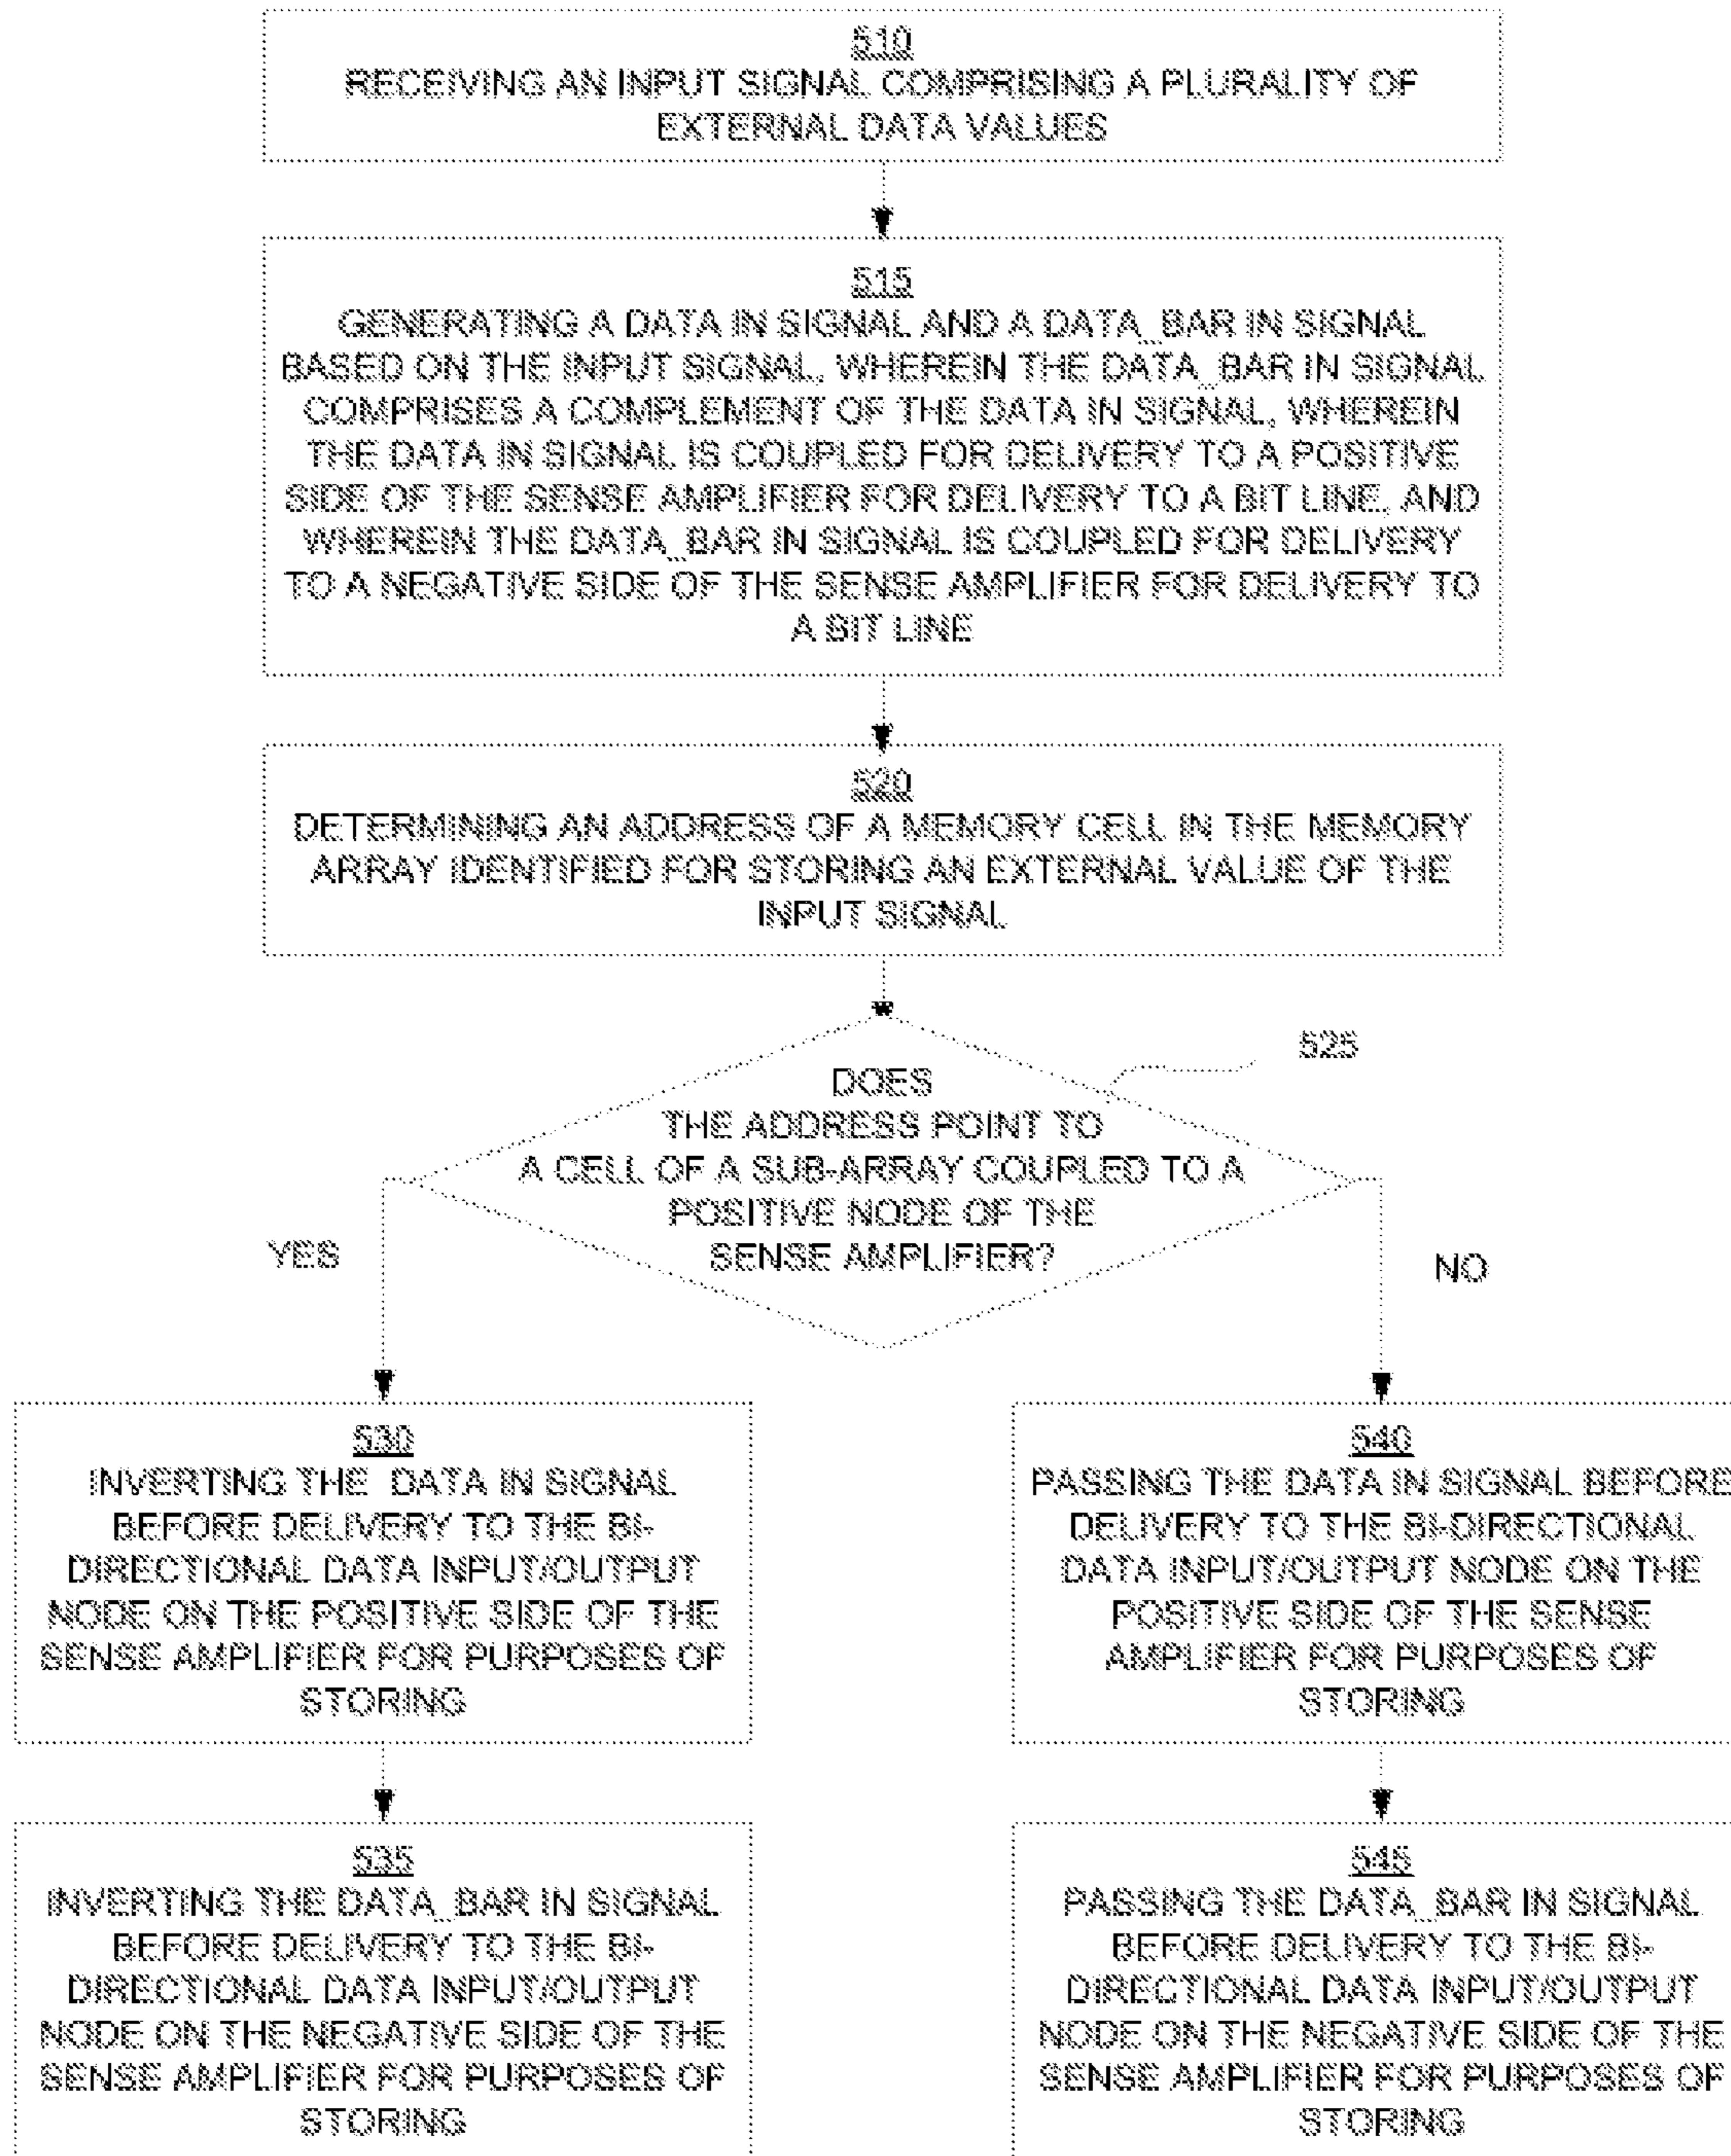 510
RECEIVING AN INPUT SIGNAL COMPRISING A PLURALITY OF
EXTERNAL DATA VALUES
515
GENERATING A DATA IN SIGNAL AND A DATA_BAR IN SIGNAL
BASED ON THE INPUT SIGNAL, WHEREIN THE DATA_BAR IN SIGNAL
COMPRISES A COMPLEMENT OF THE DATA IN SIGNAL, WHEREIN
THE DATA IN SIGNAL IS COUPLED FOR DELIVERY TO A POSITIVE
SIDE OF THE SENSE AMPLIFIER FOR DELIVERY TO A BIT LINE, AND
WHEREIN THE DATA_BAR IN SIGNAL IS COUPLED FOR DELIVERY
TO A NEGATIVE SIDE OF THE SENSE AMPLIFIER FOR DELIVERY TO
A BIT LINE
520
DETERMINING AN ADDRESS OF A MEMORY CELL IN THE MEMORY
ARRAY IDENTIFIED FOR STORING AN EXTERNAL VALUE OF THE
INPUT SIGNAL
525
DOES
THE ADDRESS POINT TO
A CELL OF A SUB-ARRAY COUPLED TO A
POSITIVE NODE OF THE
SENSE AMPLIFIER?
YES
NO
530
INVERTING THE DATA IN SIGNAL
BEFORE DELIVERY TO THE BI-
DIRECTIONAL DATA INPUT/OUTPUT
NODE ON THE POSITIVE SIDE OF THE
SENSE AMPLIFIER FOR PURPOSES OF
STORING
540
PASSING THE DATA IN SIGNAL BEFORE
DELIVERY TO THE BI-DIRECTIONAL
DATA INPUT/OUTPUT NODE ON THE
POSITIVE SIDE OF THE SENSE
AMPLIFIER FOR PURPOSES OF
STORING
535
INVERTING THE DATA_BAR IN SIGNAL
BEFORE DELIVERY TO THE BI-
DIRECTIONAL DATA INPUT/OUTPUT
NODE ON THE NEGATIVE SIDE OF THE
SENSE AMPLIFIER FOR PURPOSES OF
STORING
545
PASSING THE DATA_BAR IN SIGNAL
BEFORE DELIVERY TO THE BI-
DIRECTIONAL DATA INPUT/OUTPUT
NODE ON THE NEGATIVE SIDE OF THE
SENSE AMPLIFIER FOR PURPOSES OF
STORING